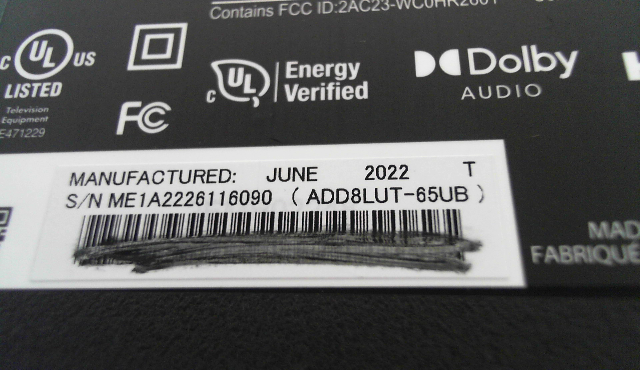 Contains FCC ID:2AC23-WC0HR2601
c UL US
LISTED
Television
Equipment
E471229
FC
c UL Energy
Verified
Dolby
AUDIO
MANUFACTURED: JUNE 2022 T
S/N ME1A2226116090 ( ADD8LUT-65UB )
MAD
FABRIQUÉ